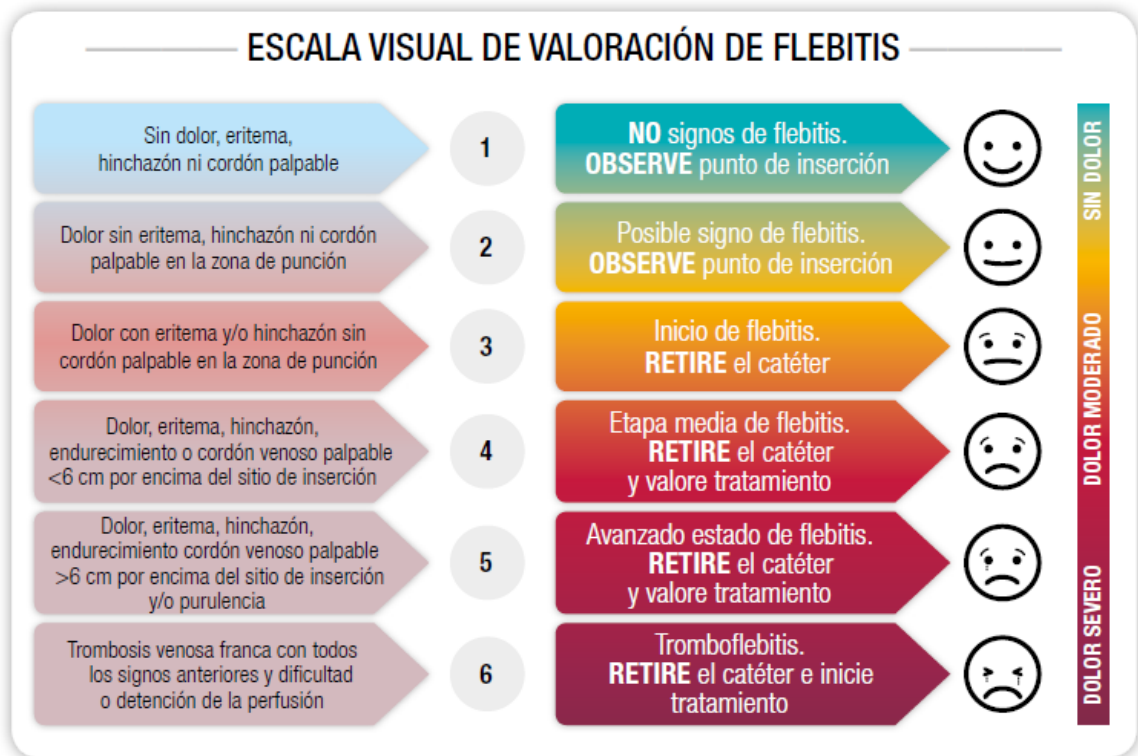 ESCALA VISUAL DE VALORACIÓN DE FLEBITIS
Sin dolor, eritema,
hinchazón ni cordón palpable
1
NO signos de flebitis.
OBSERVE punto de inserción
Dolor sin eritema, hinchazón ni cordón
palpable en la zona de punción
2
Posible signo de flebitis.
OBSERVE punto de inserción
Dolor con eritema y/o hinchazón sin
cordón palpable en la zona de punción
3
Inicio de flebitis.
RETIRE el catéter
Dolor, eritema, hinchazón,
endurecimiento o cordón venoso palpable
<6 cm por encima del sitio de inserción
4
Etapa media de flebitis.
RETIRE el catéter
y valore tratamiento
Dolor, eritema, hinchazón,
endurecimiento cordón venoso palpable
>6 cm por encima del sitio de inserción
y/o purulencia
5
Avanzado estado de flebitis.
RETIRE el catéter
y valore tratamiento
Trombosis venosa franca con todos
los signos anteriores y dificultad
o detención de la perfusión
6
Tromboflebitis.
RETIRE el catéter e inicie
tratamiento
SIN DOLOR
DOLOR MODERADO
DOLOR SEVERO